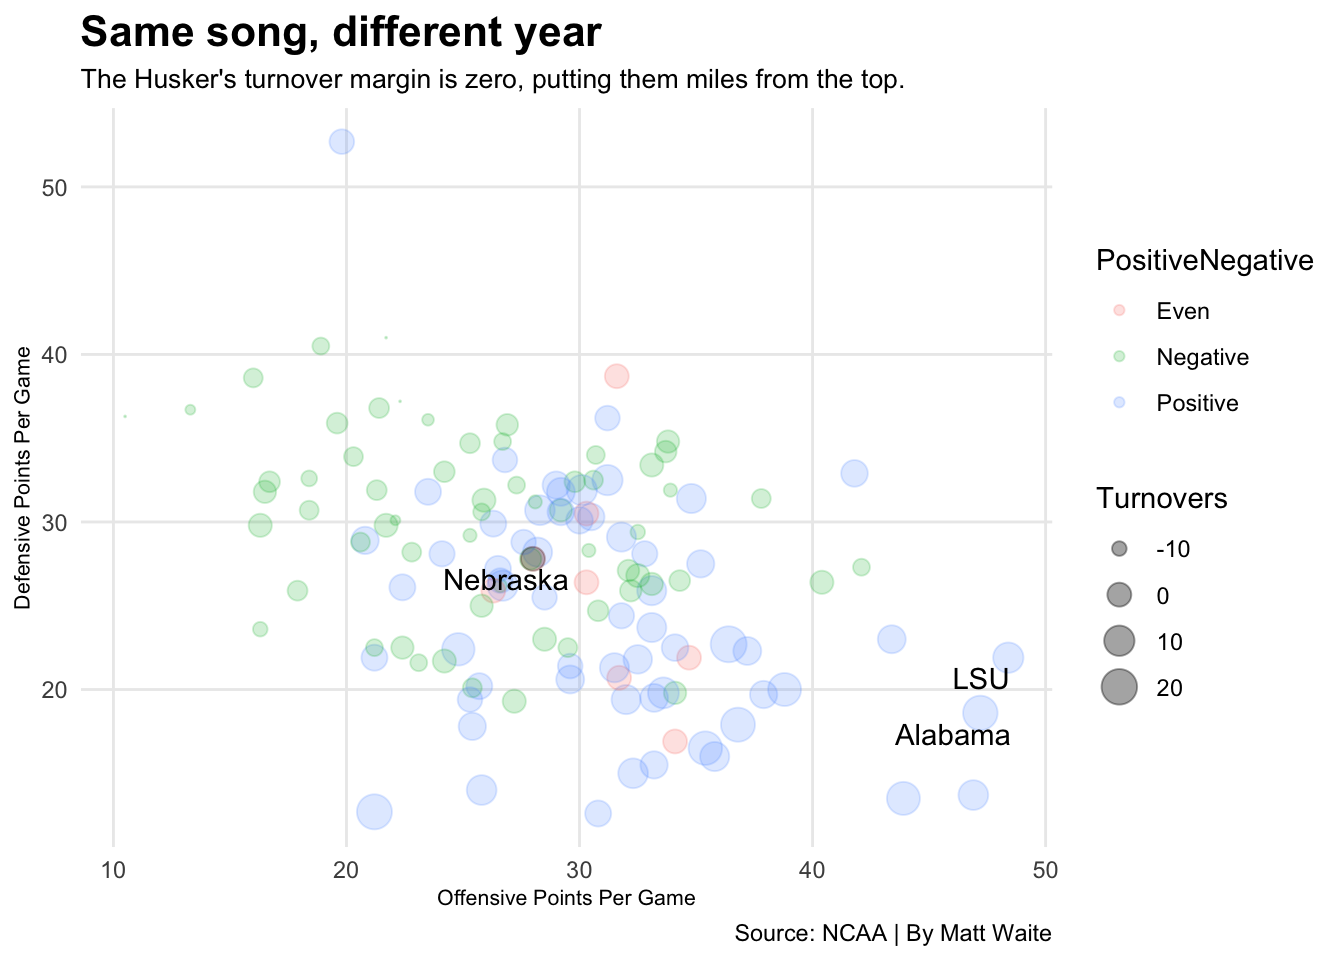 Same song, different year
The Husker's turnover margin is zero, putting them miles from the top.
50
40
30
20
Defensive Points Per Game
Nebraska
LSU
Alabama
10 20 30 40 50
Offensive Points Per Game
PositiveNegative
Even
Negative
Positive
Turnovers
-10
0
10
20
Source: NCAA | By Matt Waite